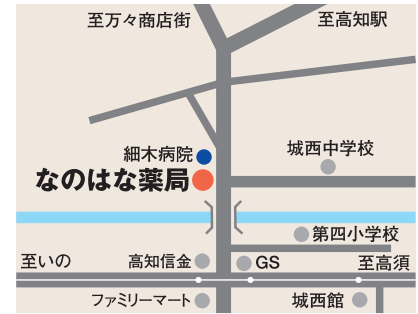 至万々商店街
至高知駅
細木病院
城西中学校
なのはな薬局
第四小学校
至いの
高知信金
GS
至高須
ファミリーマート
城西館